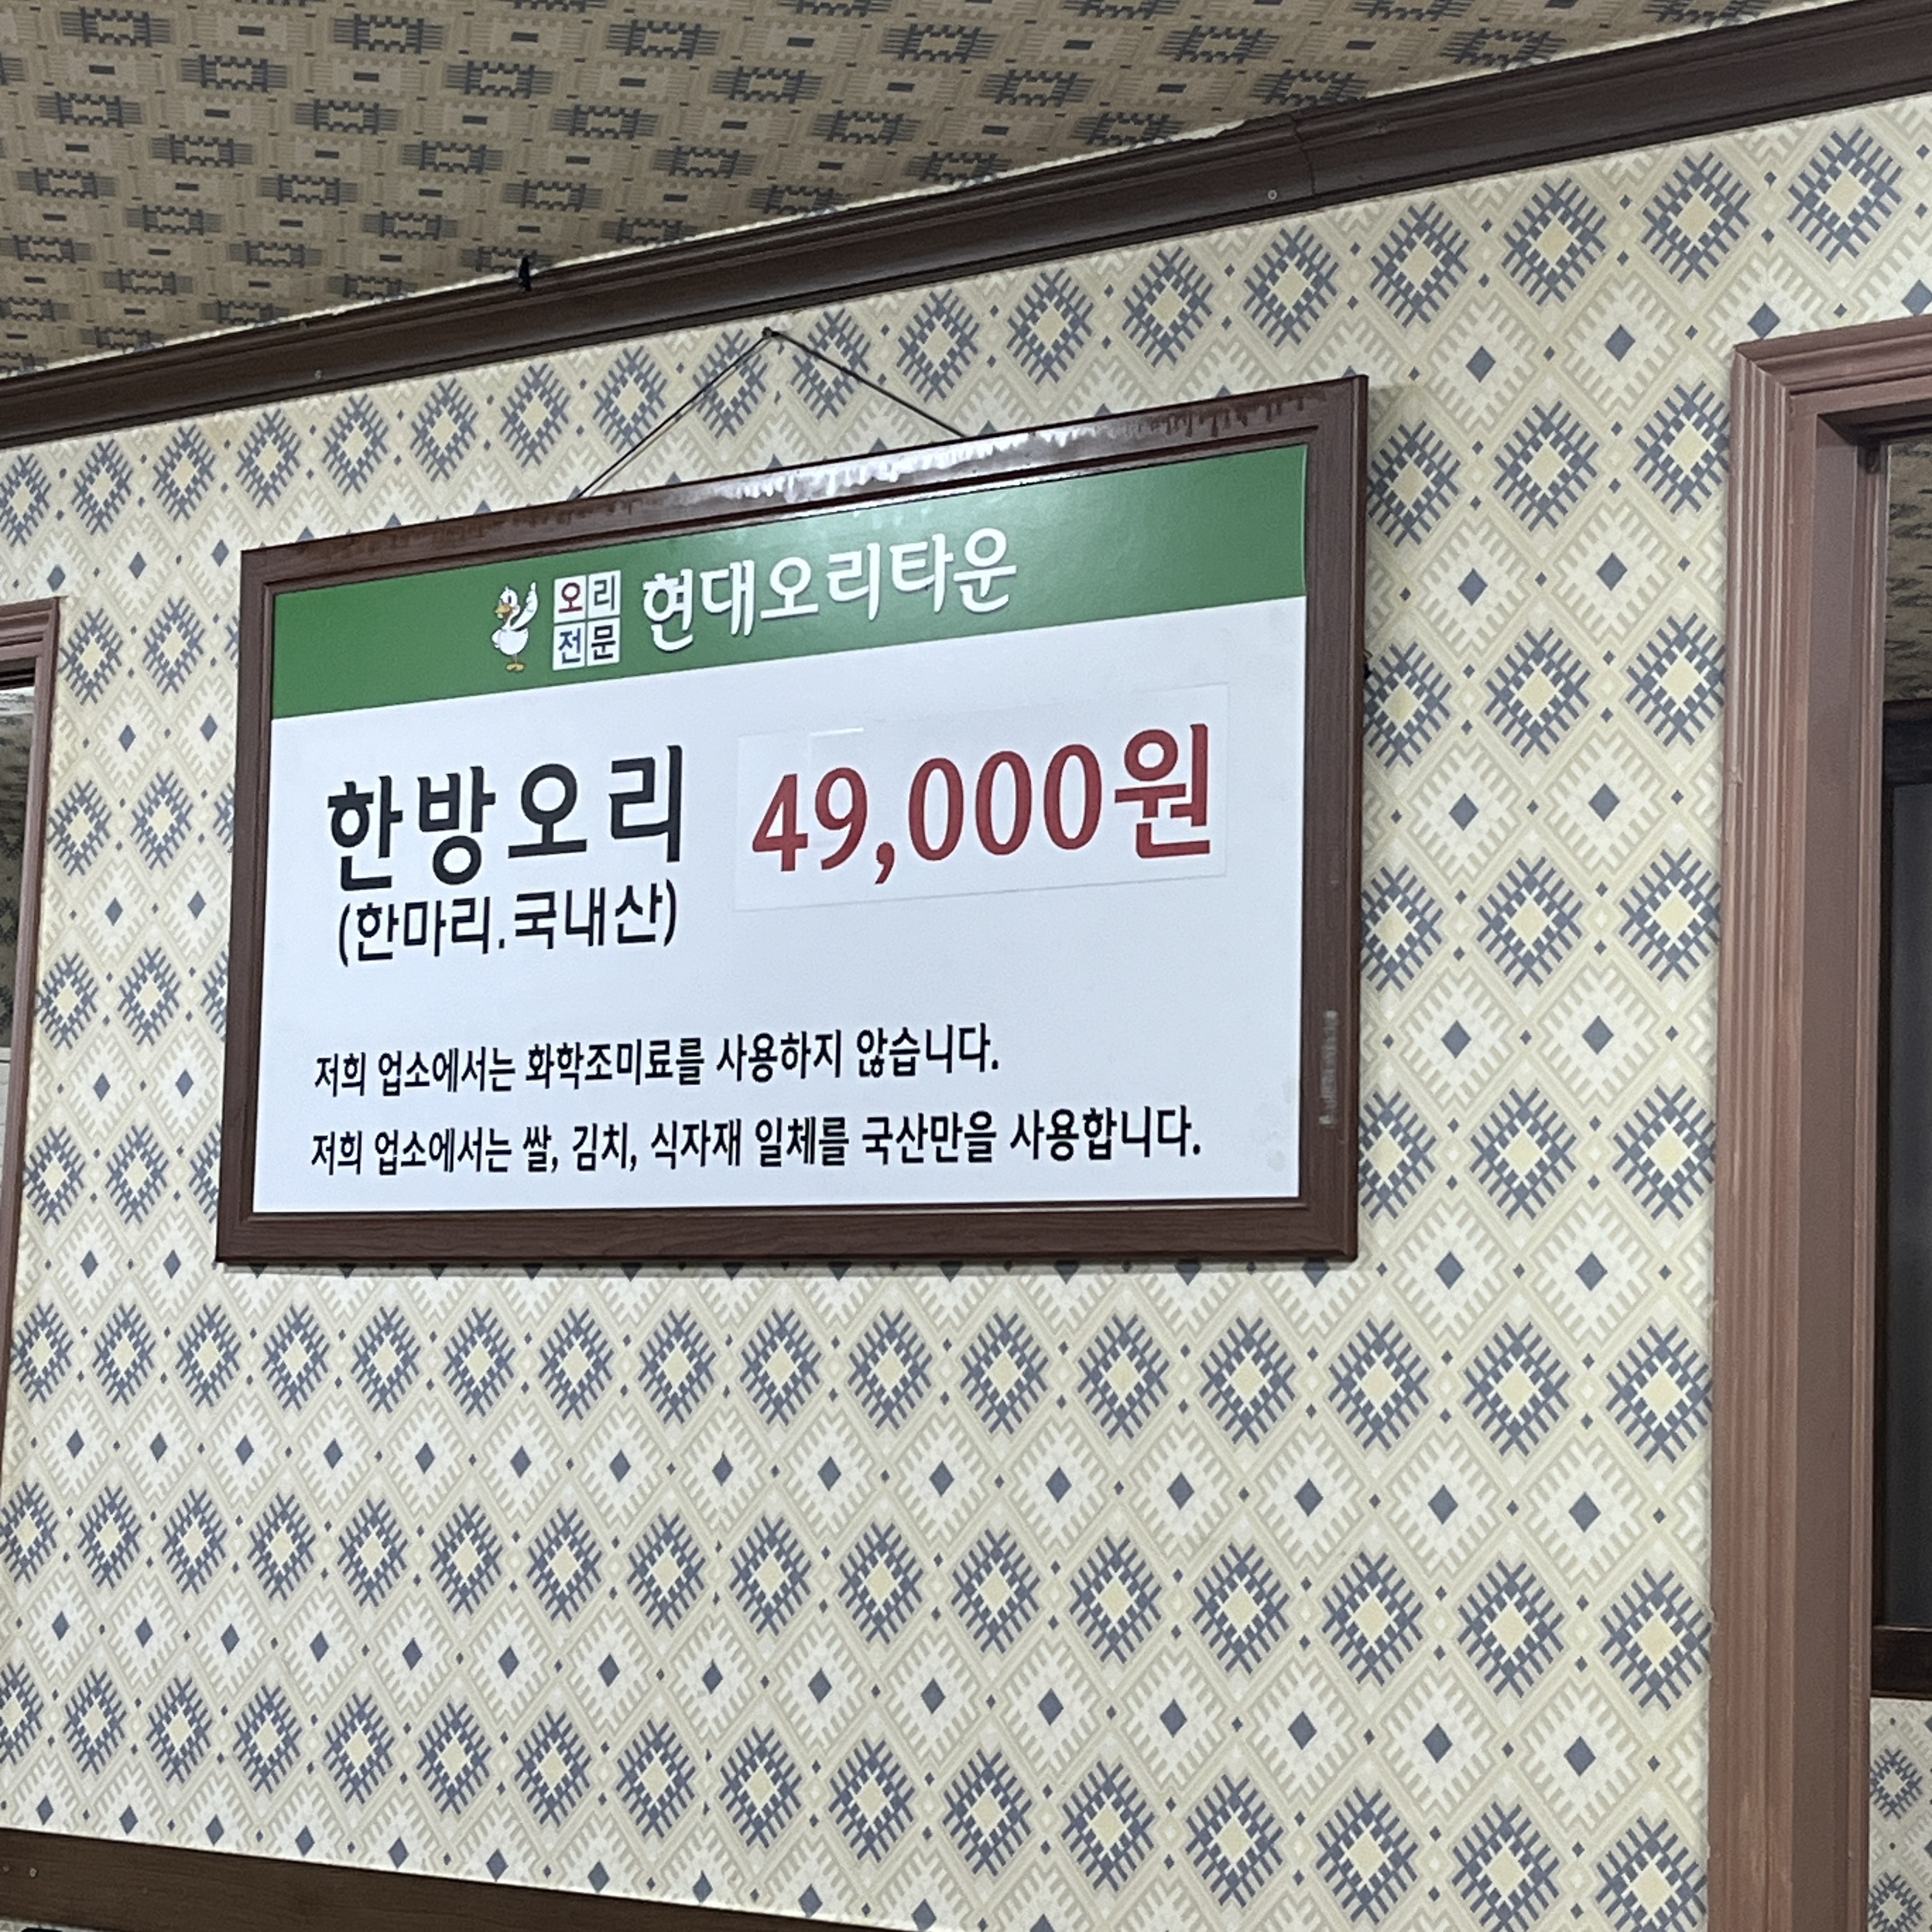 오리전문 현대오리타운
한방오리 49,000원
(한마리.국내산)
저희 업소에서는 화학조미료를 사용하지 않습니다.
저희 업소에서는 쌀, 김치, 식자재 일체를 국산만을 사용합니다.